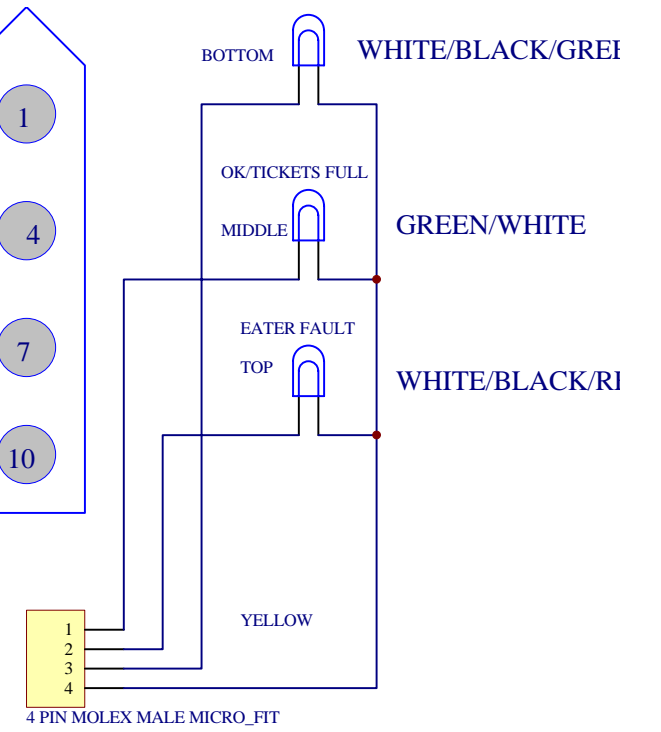 BOTTOM
WHITE/BLACK/
1
OK/TICKETS FULL
4
MIDDLE
GREEN/WHITE
EATER FAULT
7
TOP
WHITE/BLACK/
10
YELLOW
1
2
3
4
4 PIN MOLEX MALE MICRO_FIT